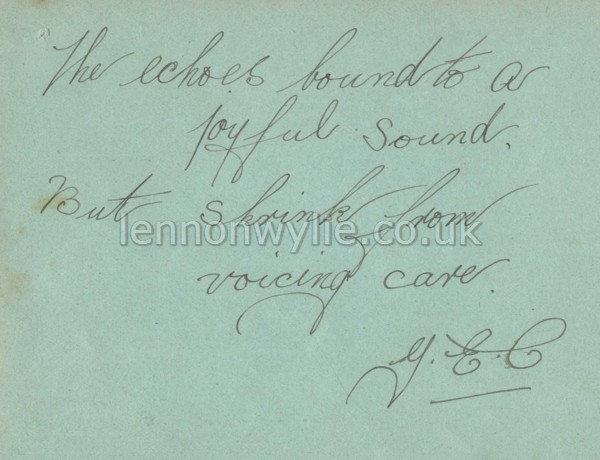 The echoes bound to a
joyful sound.
But shrink from
lennonwylie.co.uk
voicing care.
G.E.C